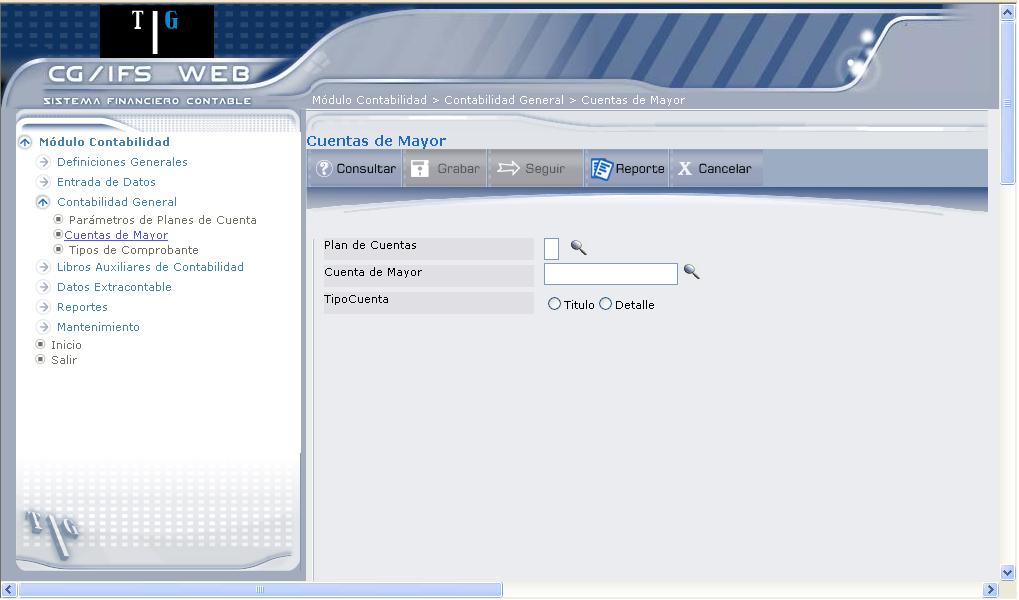 T G
CG/IFS WEB
SISTEMA FINANCIERO CONTABLE
Módulo Contabilidad > Contabilidad General > Cuentas de Mayor
Módulo Contabilidad
Definiciones Generales
Entrada de Datos
Contabilidad General
Parámetros de Planes de Cuenta
Cuentas de Mayor
Tipos de Comprobante
Libros Auxiliares de Contabilidad
Datos Extracontable
Reportes
Mantenimiento
Inicio
Salir
T G
Cuentas de Mayor
Consultar Grabar Seguir Reporte X Cancelar
Plan de Cuentas
Cuenta de Mayor
TipoCuenta Titulo Detalle